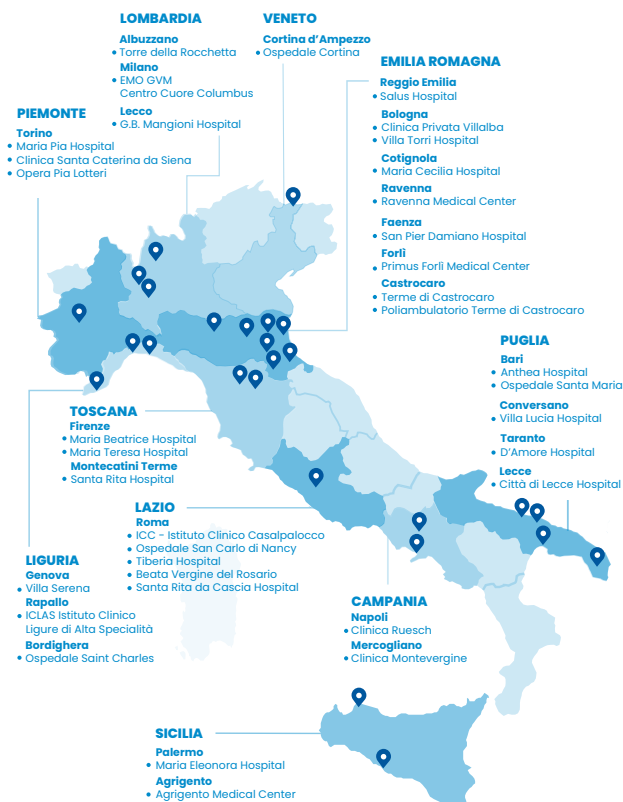 LOMBARDIA
Albuzzano
• Torre della Rocchetta
Milano
• EMO GVM
Centro Cuore Columbus
Lecco
• G.B. Mangioni Hospital
VENETO
Cortina d'Ampezzo
• Ospedale Cortina
EMILIA ROMAGNA
Reggio Emilia
• Salus Hospital
Bologna
• Clinica Privata Villalba
• Villa Torri Hospital
Cotignola
• Maria Cecilia Hospital
Ravenna
• Ravenna Medical Center
Faenza
• San Pier Damiano Hospital
Forlì
• Primus Forlì Medical Center
Castrocaro
• Terme di Castrocaro
• Poliambulatorio Terme di Castrocaro
PIEMONTE
Torino
• Maria Pia Hospital
• Clinica Santa Caterina da Siena
• Opera Pia Lotteri
PUGLIA
Bari
• Anthea Hospital
• Ospedale Santa Maria
Conversano
• Villa Lucia Hospital
Taranto
• D'Amore Hospital
Lecce
• Città di Lecce Hospital
TOSCANA
Firenze
• Maria Beatrice Hospital
• Maria Teresa Hospital
Montecatini Terme
• Santa Rita Hospital
LAZIO
Roma
• ICC - Istituto Clinico Casalpalocco
• Ospedale San Carlo di Nancy
• Tiberia Hospital
• Beata Vergine del Rosario
• Santa Rita da Cascia Hospital
LIGURIA
Genova
• Villa Serena
Rapallo
• ICLAS Istituto Clinico
Ligure di Alta Specialità
Bordighera
• Ospedale Saint Charles
CAMPANIA
Napoli
• Clinica Ruesch
Mercogliano
• Clinica Montevergine
SICILIA
Palermo
• Maria Eleonora Hospital
Agrigento
• Agrigento Medical Center